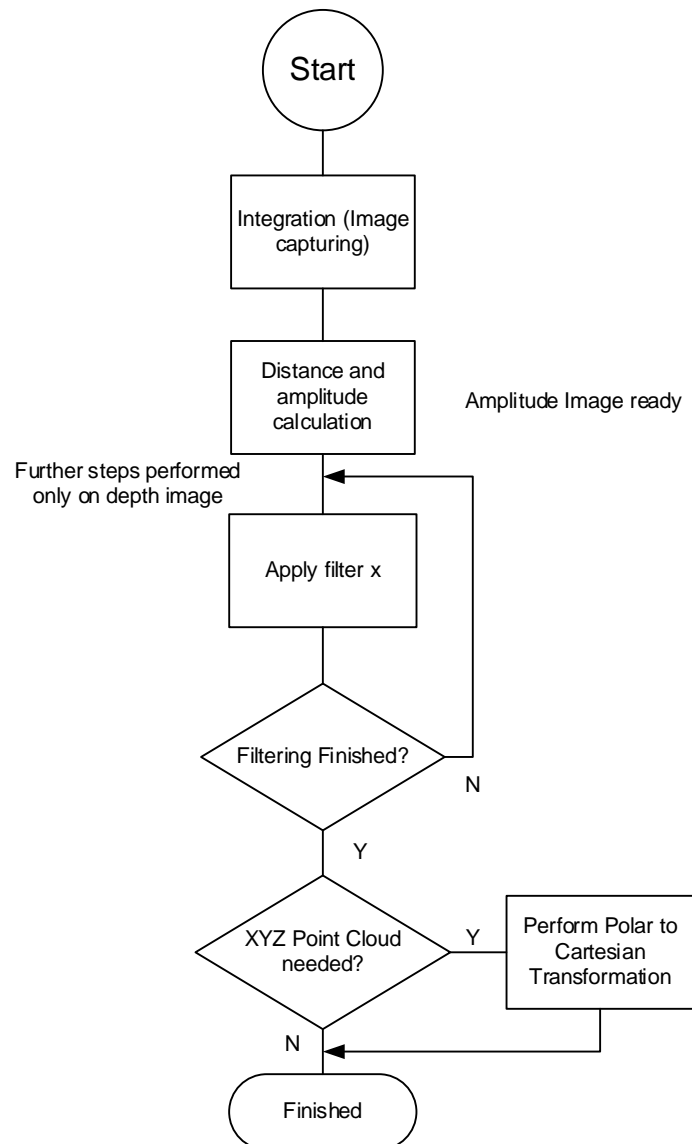 Start
Integration (Image
capturing)
Distance and
amplitude
calculation
Amplitude Image ready
Further steps performed
only on depth image
Apply filter x
Filtering Finished?
N
Y
XYZ Point Cloud
needed?
Y
Perform Polar to
Cartesian
Transformation
N
Finished